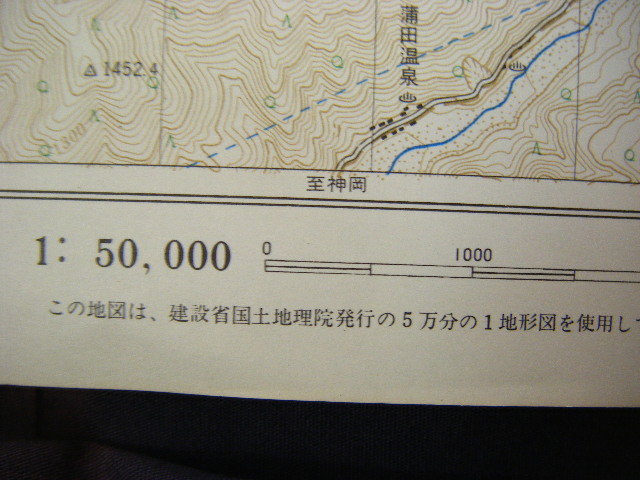 蒲田温泉
1452.4
1300
至神岡
1: 50,000
0 1000
この地図は、建設省国土地理院発行の5万分の1地形図を使用し